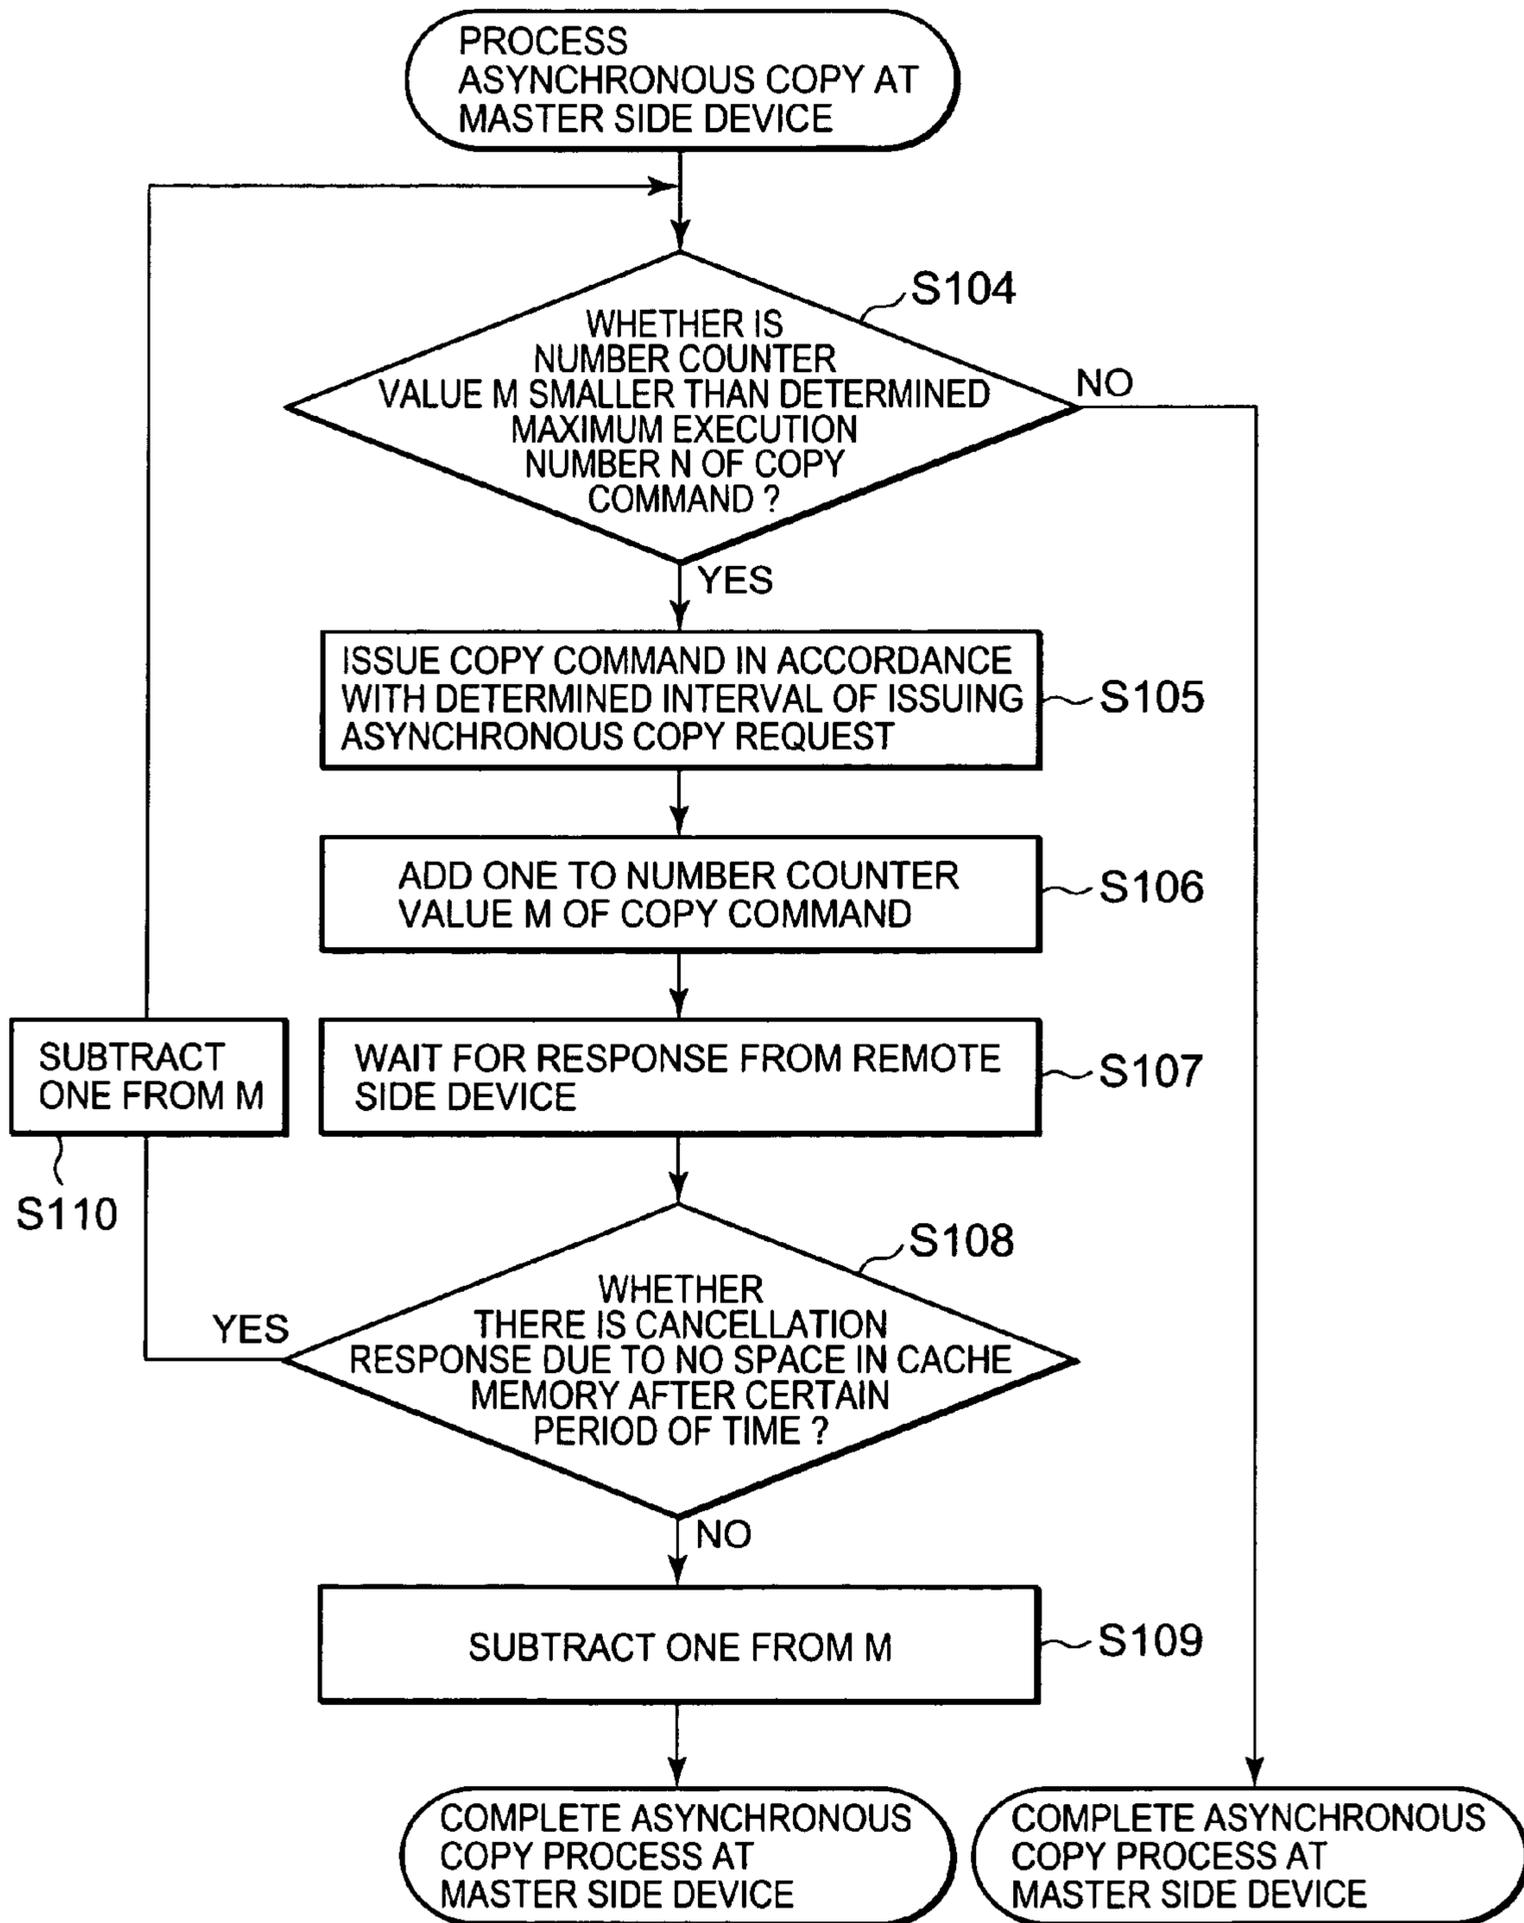 PROCESS
ASYNCHRONOUS COPY AT
MASTER SIDE DEVICE
S104
WHETHER IS
NUMBER COUNTER
VALUE M SMALLER THAN DETERMINED
MAXIMUM EXECUTION
NUMBER N OF COPY
COMMAND ?
NO
YES
ISSUE COPY COMMAND IN ACCORDANCE
WITH DETERMINED INTERVAL OF ISSUING
ASYNCHRONOUS COPY REQUEST
S105
ADD ONE TO NUMBER COUNTER
VALUE M OF COPY COMMAND
S106
SUBTRACT
ONE FROM M
S110
WAIT FOR RESPONSE FROM REMOTE
SIDE DEVICE
S107
S108
WHETHER
THERE IS CANCELLATION
RESPONSE DUE TO NO SPACE IN CACHE
MEMORY AFTER CERTAIN
PERIOD OF TIME ?
YES
NO
SUBTRACT ONE FROM M
S109
COMPLETE ASYNCHRONOUS
COPY PROCESS AT
MASTER SIDE DEVICE
COMPLETE ASYNCHRONOUS
COPY PROCESS AT
MASTER SIDE DEVICE